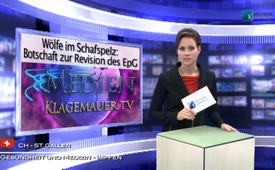 Wölfe im Schafspelz:
Botschaft zur Revision des EpG
MEDIEN
KLAGEMAUER.TV
CH - ST.GALLEN
GESUNDHEIT UND MEDIZIN - IMPFEN